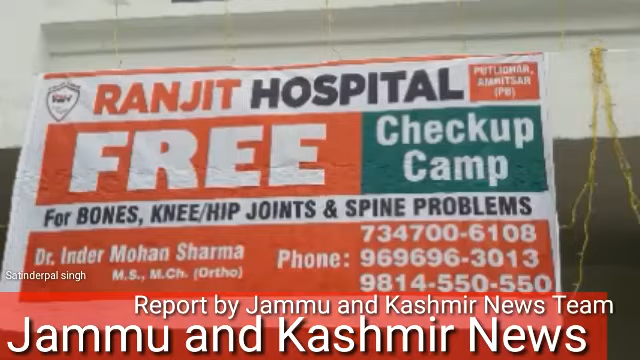 RANJIT HOSPITAL
PUTLIGHAR,
AMRITSAR
(PB)
FREE
Checkup
Camp
For BONES, KNEE/HIP JOINTS & SPINE PROBLEMS
Dr. Inder Mohan Sharma
M.S., M.Ch. (Ortho)
Phone:
734700-6108
969696-3013
9814-550-550
Satinderpal singh
Report by Jammu and Kashmir News Team
Jammu and Kashmir News